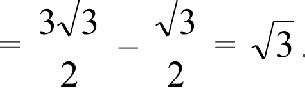 = 3√3/2 − √3/2 = √3 .